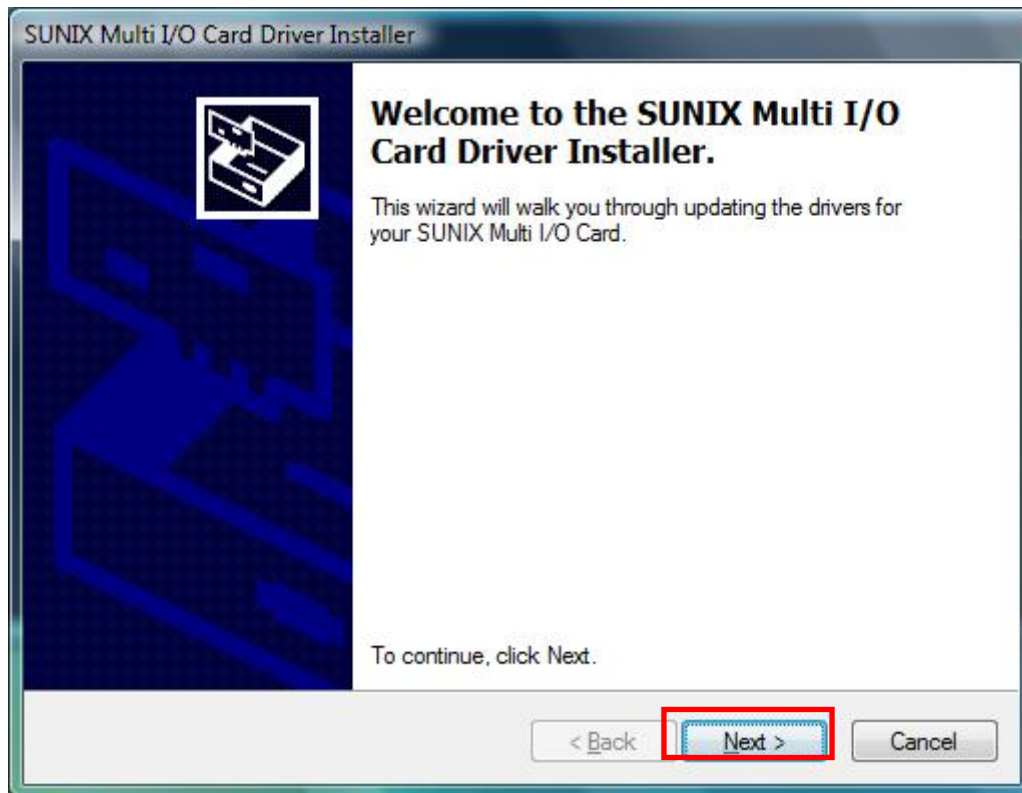 SUNIX Multi I/O Card Driver Installer
Welcome to the SUNIX Multi I/O
Card Driver Installer.
This wizard will walk you through updating the drivers for
your SUNIX Multi I/O Card.
To continue, click Next.
< Back
Next >
Cancel